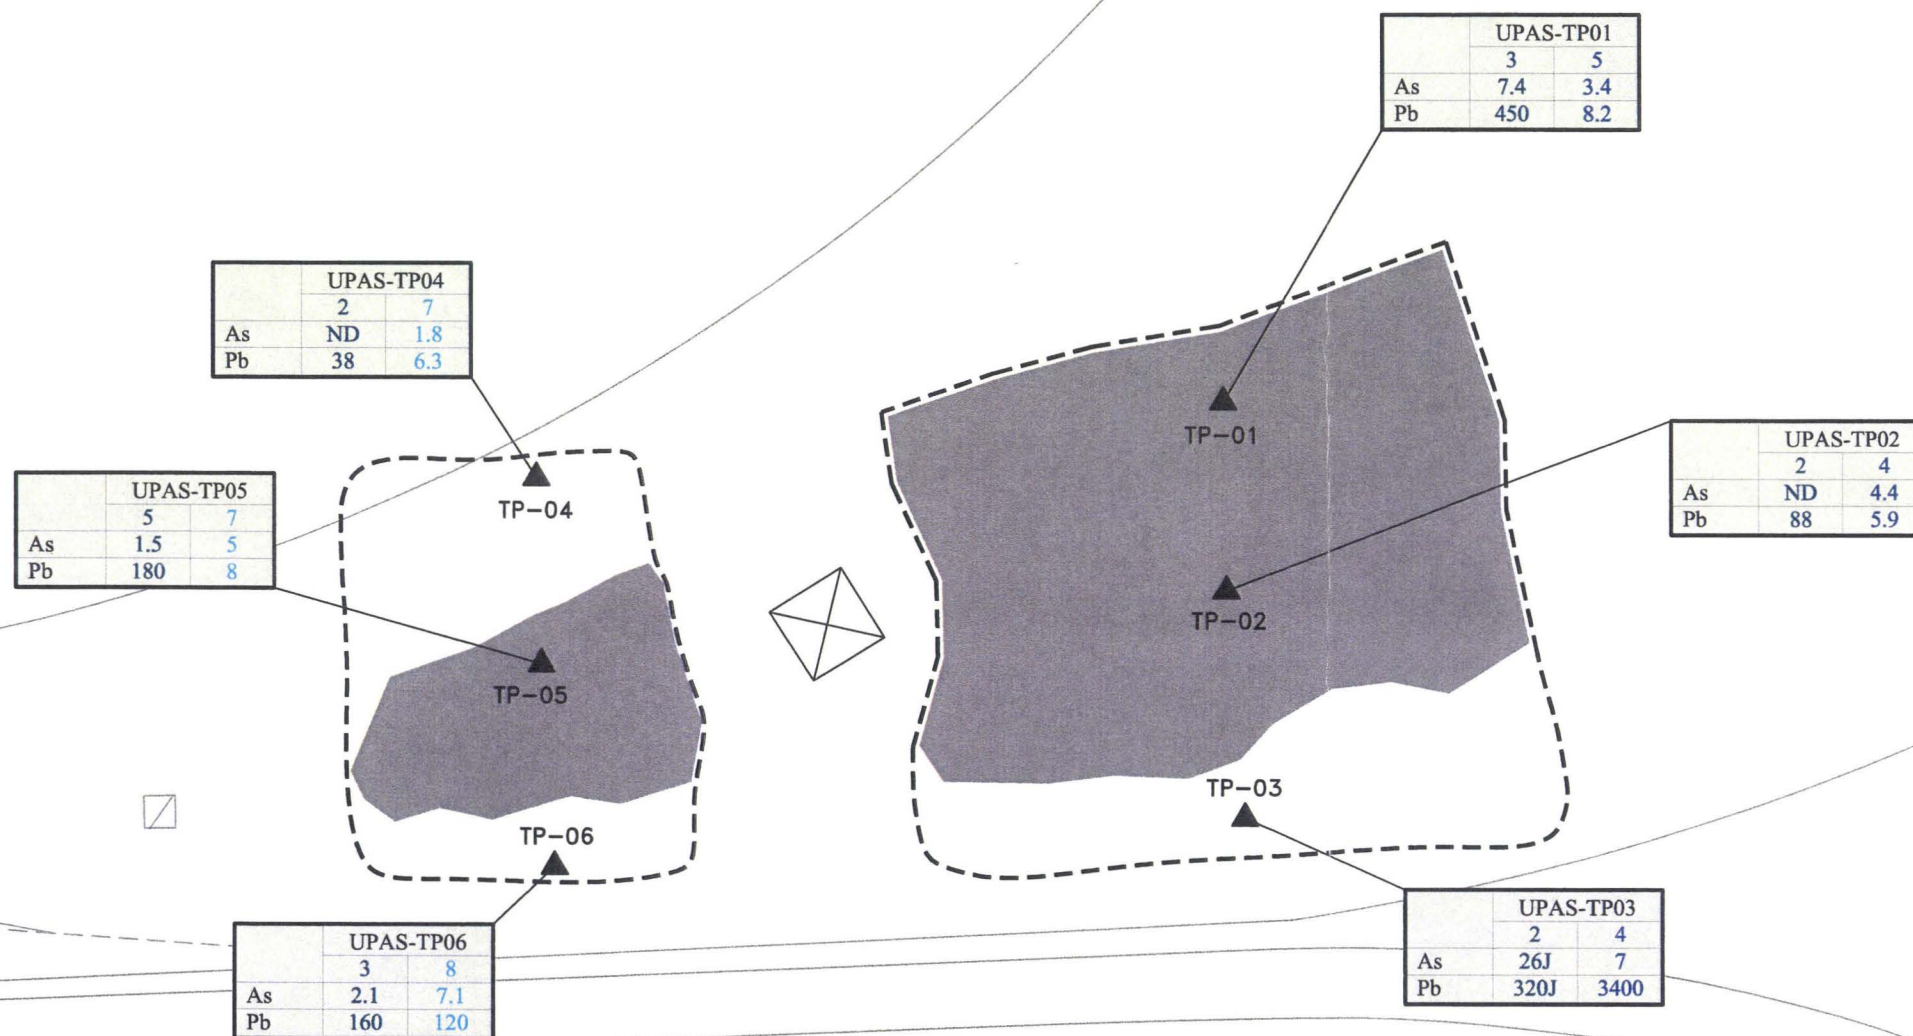 UPAS-TP01
3 5
As 7.4 3.4
Pb 450 8.2
UPAS-TP04
2 7
As ND 1.8
Pb 38 6.3
TP-01
UPAS-TP02
2 4
As ND 4.4
Pb 88 5.9
UPAS-TP05
5 7
As 1.5 5
Pb 180 8
TP-04
TP-02
TP-05
TP-03
TP-06
UPAS-TP03
2 4
As 26J 7
Pb 320J 3400
UPAS-TP06
3 8
As 2.1 7.1
Pb 160 120